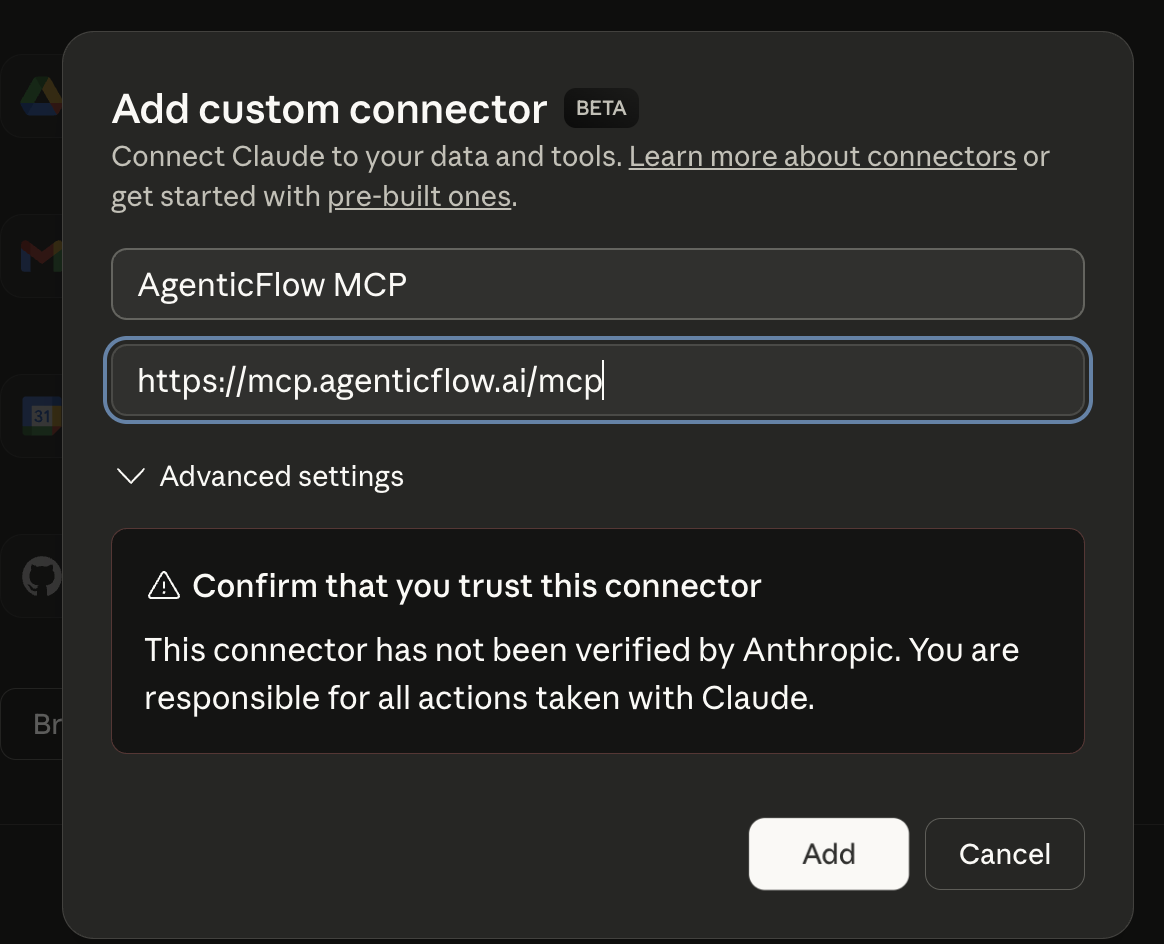 Add custom connector BETA
Connect Claude to your data and tools. Learn more about connectors or
get started with pre-built ones.
AgenticFlow MCP
https://mcp.agenticflow.ai/mcp
31
Advanced settings
Confirm that you trust this connector
This connector has not been verified by Anthropic. You are
responsible for all actions taken with Claude.
Br
Add Cancel